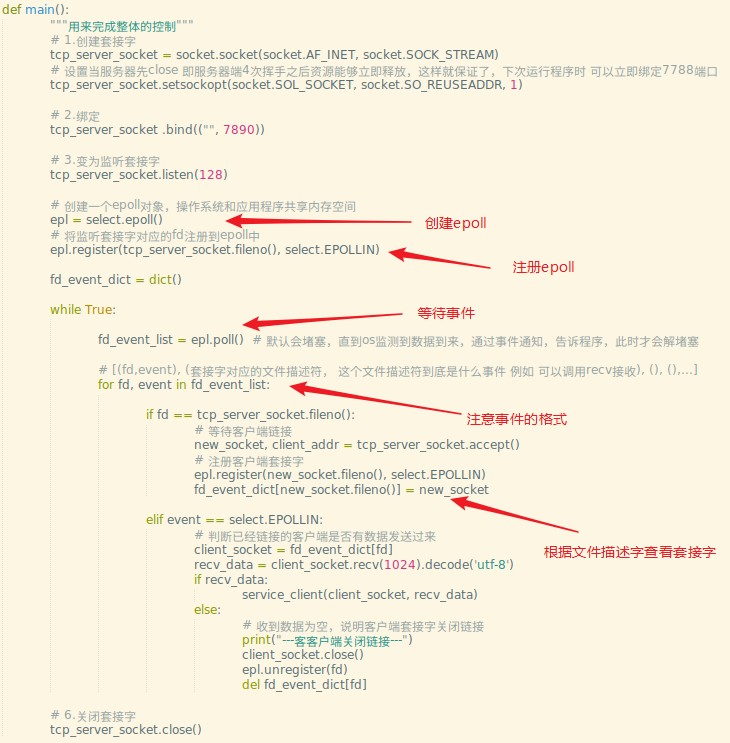 def main():
"""用来完成整体的控制"""
# 1.创建套接字
tcp_server_socket = socket.socket(socket.AF_INET, socket.SOCK_STREAM)
# 设置当服务器先close 即服务器端4次挥手之后资源能够立即释放，这样就保证了，下次运行程序时 可以立即绑定7788端口
tcp_server_socket.setsockopt(socket.SOL_SOCKET, socket.SO_REUSEADDR, 1)
# 2.绑定
tcp_server_socket .bind(("", 7890))
# 3.变为监听套接字
tcp_server_socket.listen(128)
# 创建一个epoll对象，操作系统和应用程序共享内存空间
epl = select.epoll()
创建epoll
# 将监听套接字对应的fd注册到epoll中
epl.register(tcp_server_socket.fileno(), select.EPOLLIN)
注册epoll
fd_event_dict = dict()
while True:
等待事件
fd_event_list = epl.poll() # 默认会堵塞，直到os监测到数据到来，通过事件通知，告诉程序，此时才会解堵塞
# [(fd,event), (套接字对应的文件描述符， 这个文件描述符到底是什么事件 例如 可以调用recv接收), (), (),...]
for fd, event in fd_event_list:
注意事件的格式
if fd == tcp_server_socket.fileno():
# 等待客户端链接
new_socket, client_addr = tcp_server_socket.accept()
# 注册客户端套接字
epl.register(new_socket.fileno(), select.EPOLLIN)
fd_event_dict[new_socket.fileno()] = new_socket
elif event == select.EPOLLIN:
# 判断已经链接的客户端是否有数据发送过来
client_socket = fd_event_dict[fd]
根据文件描述字查看套接字
recv_data = client_socket.recv(1024).decode('utf-8')
if recv_data:
service_client(client_socket, recv_data)
else:
# 收到数据为空，说明客户端套接字关闭链接
print("---客客户端关闭链接---")
client_socket.close()
epl.unregister(fd)
del fd_event_dict[fd]
# 6.关闭套接字
tcp_server_socket.close()